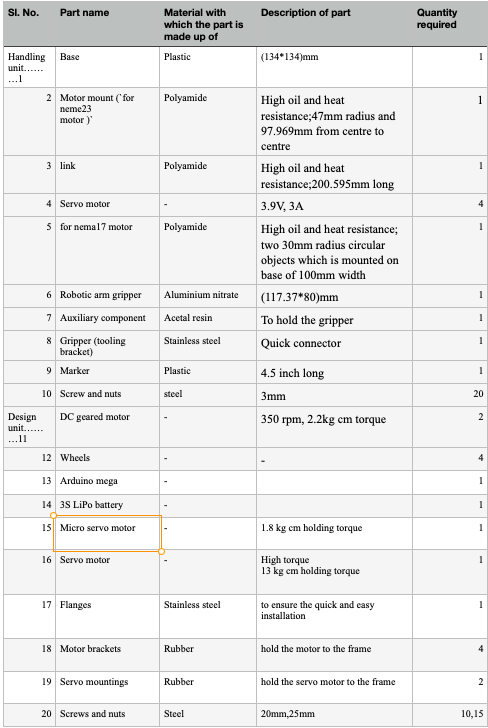 Sl. No. Part name Material with which the part is made up of Description of part Quantity required
Handling unit……...1 Base Plastic (134*134)mm 1
2 Motor mount (`for neme23 motor )` Polyamide High oil and heat resistance;47mm radius and 97.969mm from centre to centre 1
3 link Polyamide High oil and heat resistance;200.595mm long 1
4 Servo motor - 3.9V, 3A 4
5 for nema17 motor Polyamide High oil and heat resistance; two 30mm radius circular objects which is mounted on base of 100mm width 1
6 Robotic arm gripper Aluminium nitrate (117.37*80)mm 1
7 Auxiliary component Acetal resin To hold the gripper 1
8 Gripper (tooling bracket) Stainless steel Quick connector 1
9 Marker Plastic 4.5 inch long 1
10 Screw and nuts steel 3mm 20
Design unit……...11 DC geared motor - 350 rpm, 2.2kg cm torque 2
12 Wheels - - 4
13 Arduino mega - 1
14 3S LiPo battery - 1
15 Micro servo motor - 1.8 kg cm holding torque 1
16 Servo motor - High torque 13 kg cm holding torque 1
17 Flanges Stainless steel to ensure the quick and easy installation 1
18 Motor brackets Rubber hold the motor to the frame 4
19 Servo mountings Rubber hold the servo motor to the frame 2
20 Screws and nuts Steel 20mm,25mm 10,15